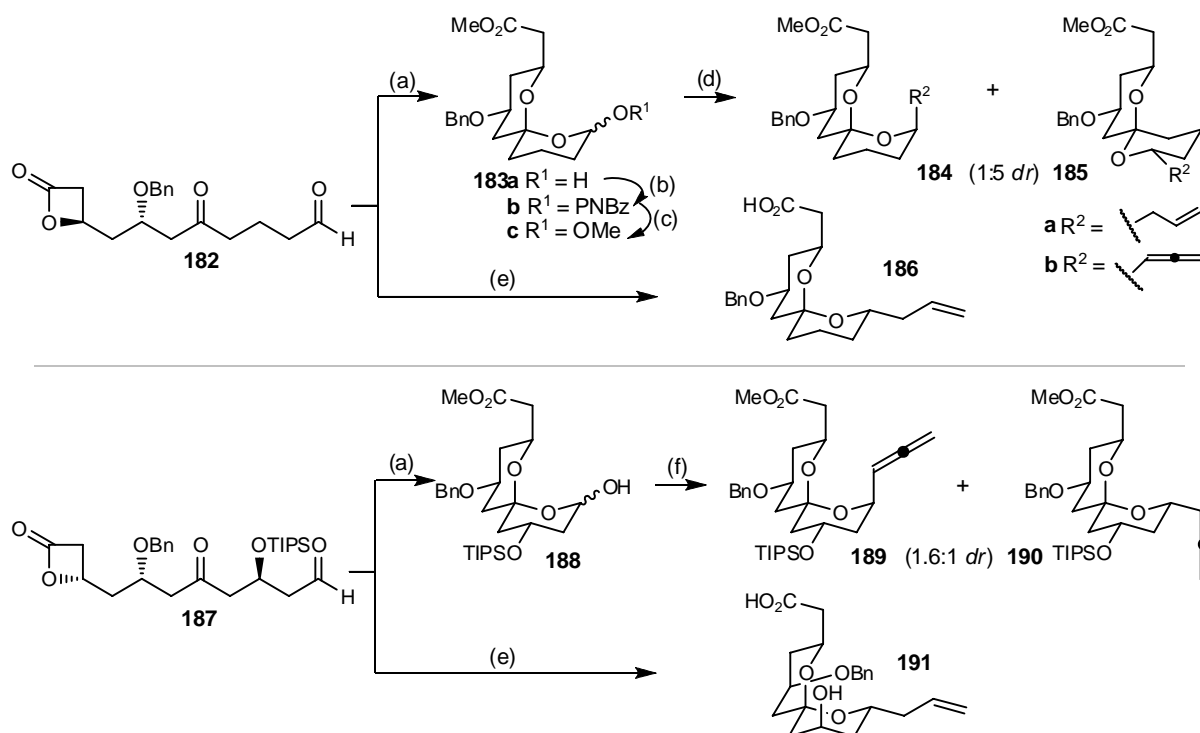 MeO2C
O
BnO
O
OR1
(a)
(d)
183a R1 = H
(b)
b R1 = PNBz
(c)
c R1 = OMe
O
O
OBn
O
O
H
182
MeO2C
O
R2
BnO
O
184 (1:5 dr) 185
+
MeO2C
O
BnO
O
R2
a R2 =
b R2 =
(e)
HO2C
186
O
BnO
O
MeO2C
O
BnO
O
OH
TIPSO
188
(a)
(f)
O
O
OBn
O
OTIPSO
H
187
MeO2C
O
BnO
O
TIPSO
189 (1.6:1 dr) 190
+
MeO2C
O
BnO
O
TIPSO
(e)
HO2C
191
O
OBn
OH
O